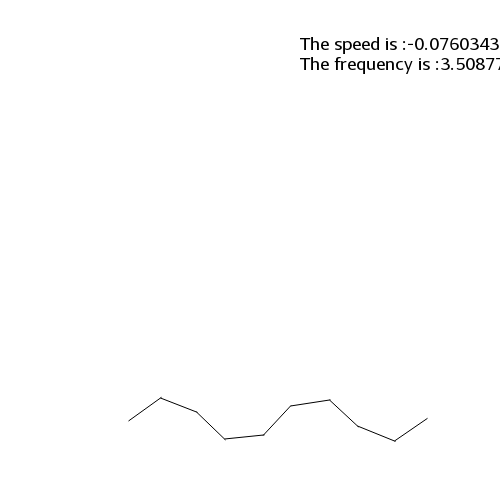 The speed is :-0.0760343
The frequency is :3.50877